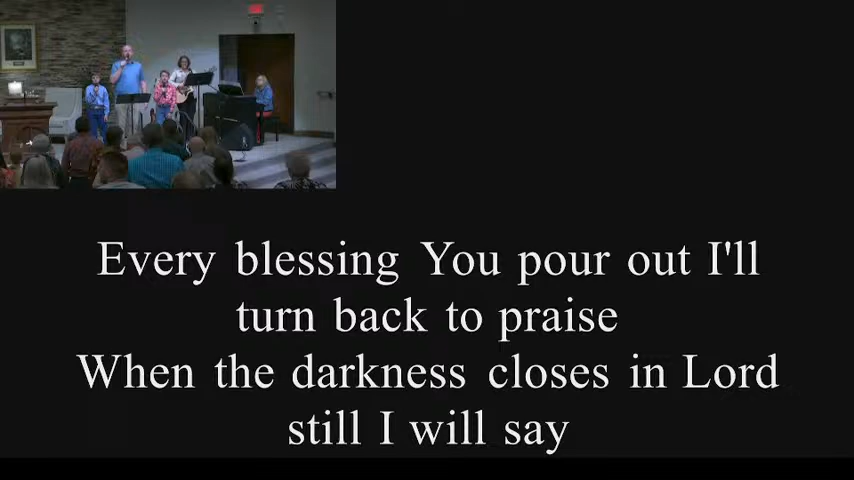 Every blessing You pour out I'll
turn back to praise
When the darkness closes in Lord
still I will say